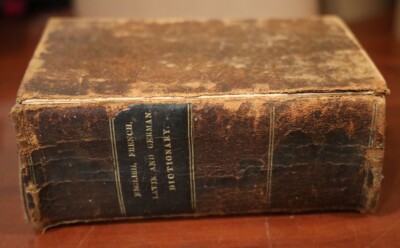 ENGLISH, FRENCH,
LATIN AND GERMAN
DICTIONARY.